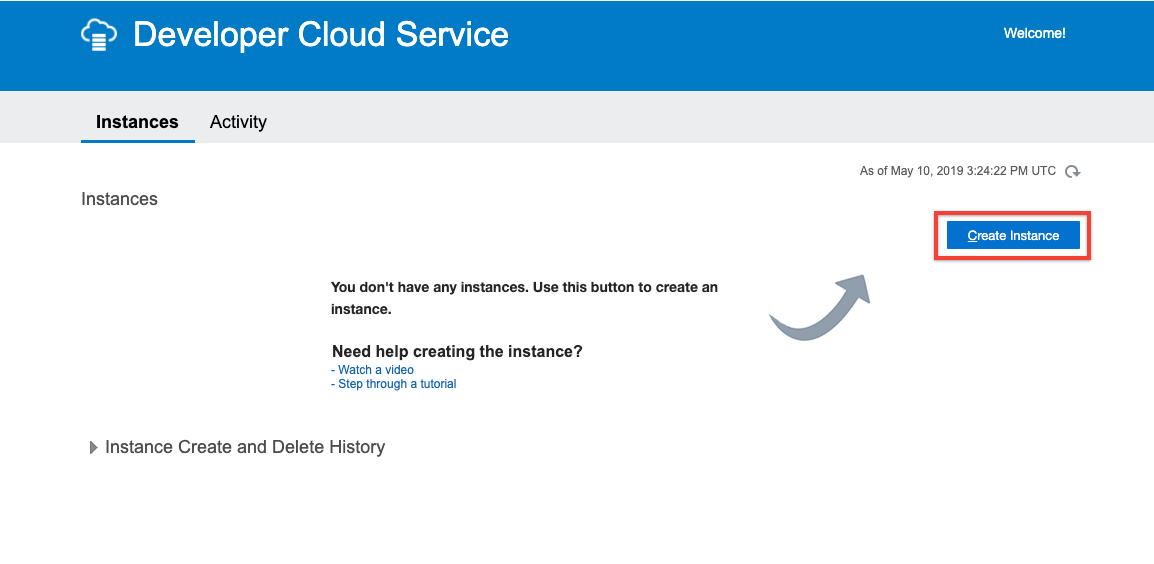 Developer Cloud Service
Welcome!
Instances
Activity
As of May 10, 2019 3:24:22 PM UTC
Instances
Create Instance
You don't have any instances. Use this button to create an
instance.
Need help creating the instance?
- Watch a video
- Step through a tutorial
Instance Create and Delete History